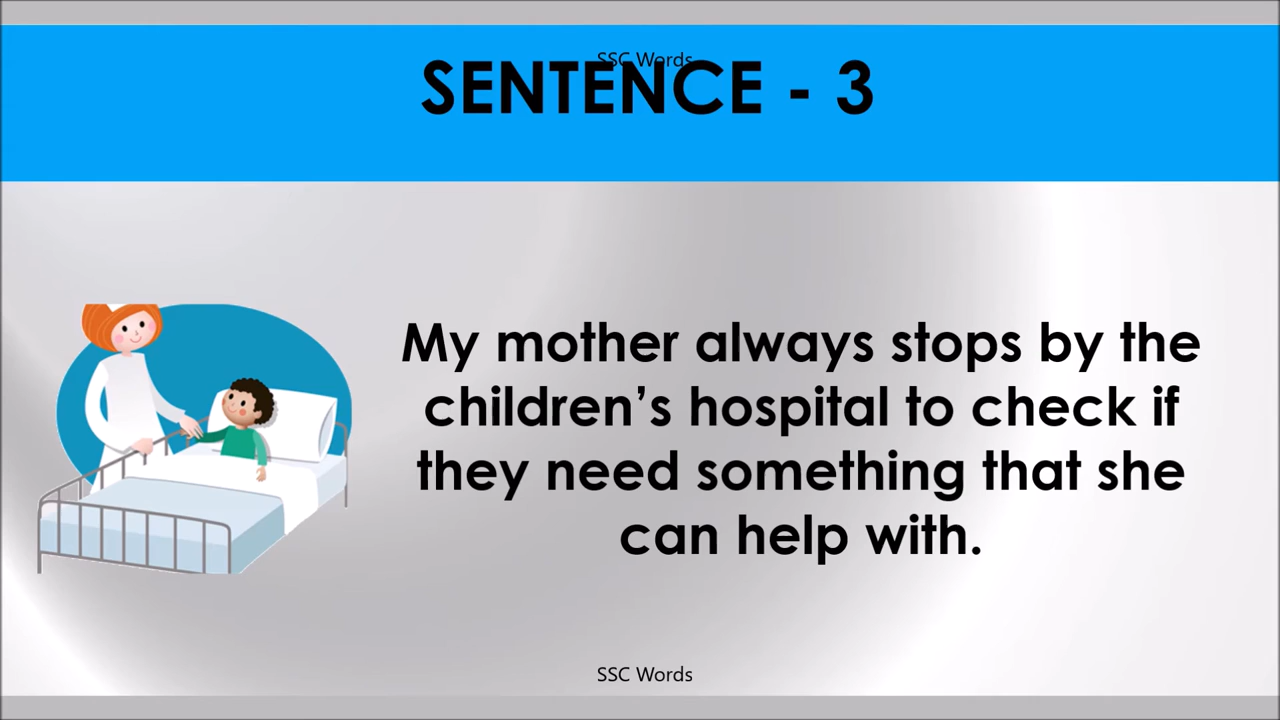 SSC Words
SENTENCE - 3
My mother always stops by the
children’s hospital to check if
they need something that she
can help with.
SSC Words